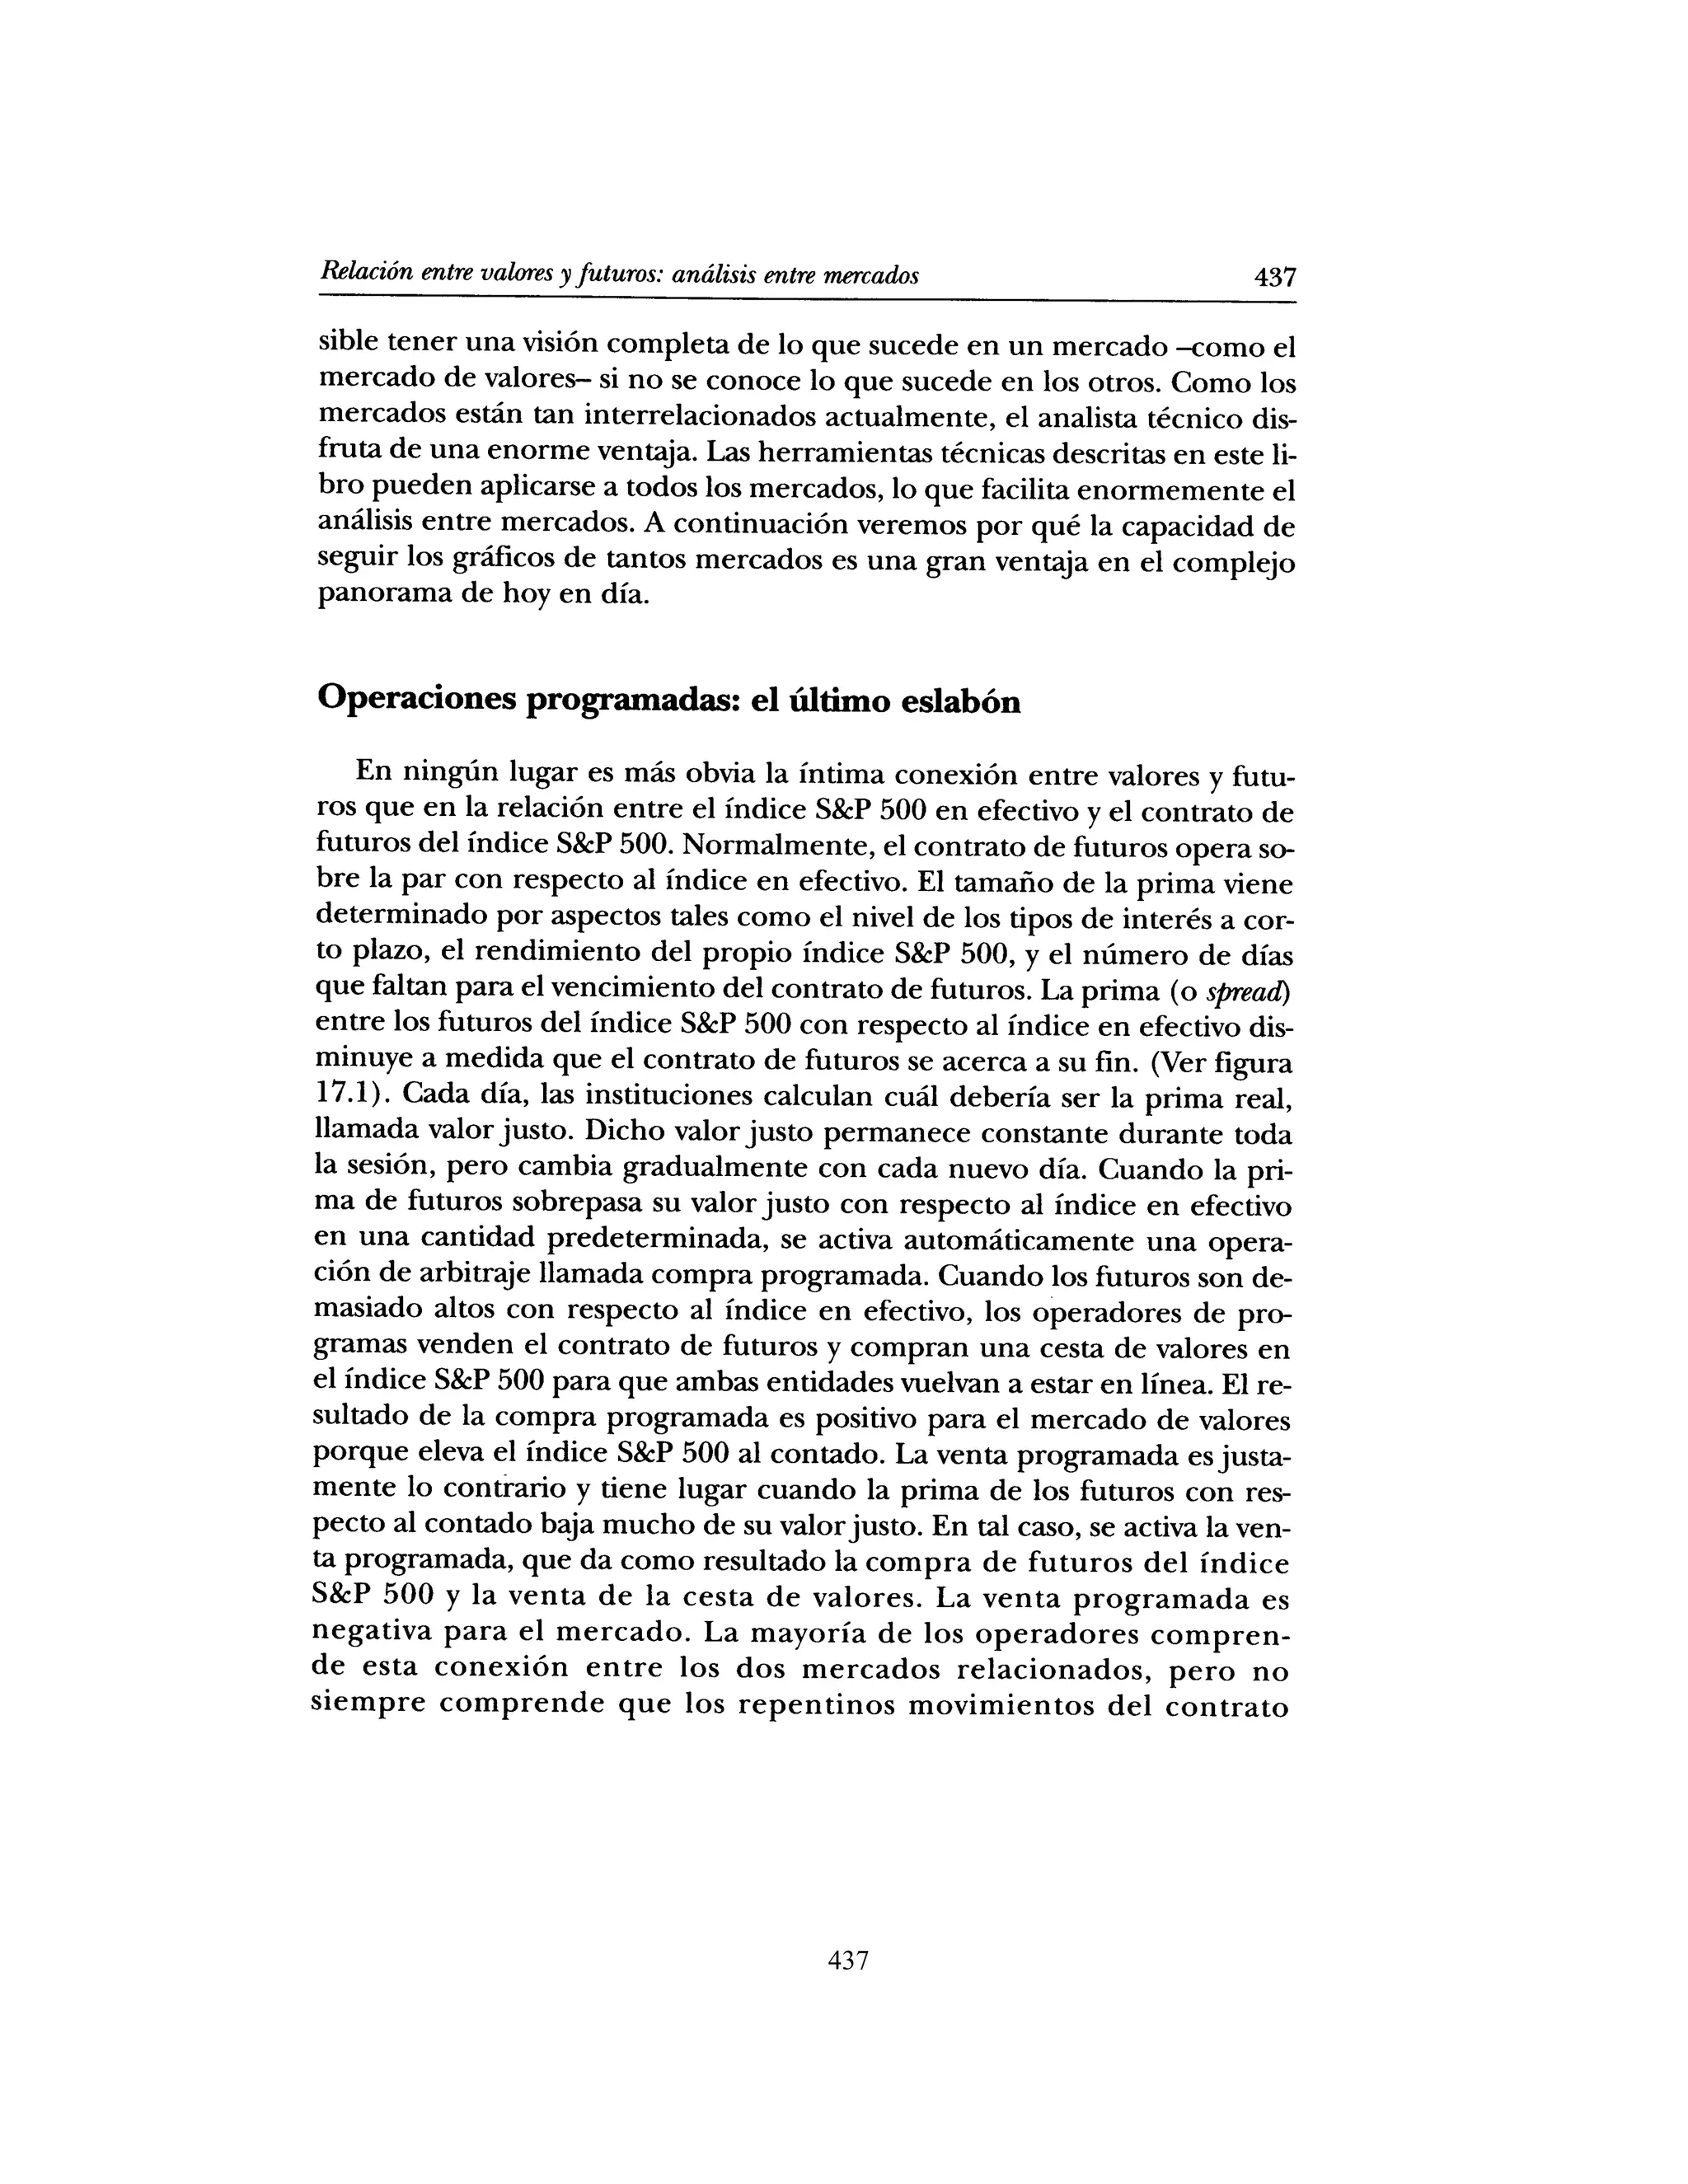 Relación entre valores y futuros: análisis entre mercados 437
sible tener una visión completa de lo que sucede en un mercado –como el
mercado de valores– si no se conoce lo que sucede en los otros. Como los
mercados están tan interrelacionados actualmente, el analista técnico dis-
fruta de una enorme ventaja. Las herramientas técnicas descritas en este li-
bro pueden aplicarse a todos los mercados, lo que facilita enormemente el
análisis entre mercados. A continuación veremos por qué la capacidad de
seguir los gráficos de tantos mercados es una gran ventaja en el complejo
panorama de hoy en día.
Operaciones programadas: el último eslabón
En ningún lugar es más obvia la íntima conexión entre valores y futu-
ros que en la relación entre el índice S&P 500 en efectivo y el contrato de
futuros del índice S&P 500. Normalmente, el contrato de futuros opera so-
bre la par con respecto al índice en efectivo. El tamaño de la prima viene
determinado por aspectos tales como el nivel de los tipos de interés a cor-
to plazo, el rendimiento del propio índice S&P 500, y el número de días
que faltan para el vencimiento del contrato de futuros. La prima (o spread)
entre los futuros del índice S&P 500 con respecto al índice en efectivo dis-
minuye a medida que el contrato de futuros se acerca a su fin. (Ver figura
17.1). Cada día, las instituciones calculan cuál debería ser la prima real,
llamada valor justo. Dicho valor justo permanece constante durante toda
la sesión, pero cambia gradualmente con cada nuevo día. Cuando la pri-
ma de futuros sobrepasa su valor justo con respecto al índice en efectivo
en una cantidad predeterminada, se activa automáticamente una opera-
ción de arbitraje llamada compra programada. Cuando los futuros son de-
masiado altos con respecto al índice en efectivo, los operadores de pro-
gramas venden el contrato de futuros y compran una cesta de valores en
el índice S&P 500 para que ambas entidades vuelvan a estar en línea. El re-
sultado de la compra programada es positivo para el mercado de valores
porque eleva el índice S&P 500 al contado. La venta programada es justa-
mente lo contrario y tiene lugar cuando la prima de los futuros con res-
pecto al contado baja mucho de su valor justo. En tal caso, se activa la ven-
ta programada, que da como resultado la compra de futuros del índice
S&P 500 y la venta de la cesta de valores. La venta programada es
negativa para el mercado. La mayoría de los operadores compren-
de esta conexión entre los dos mercados relacionados, pero no
siempre comprende que los repentinos movimientos del contrato
437